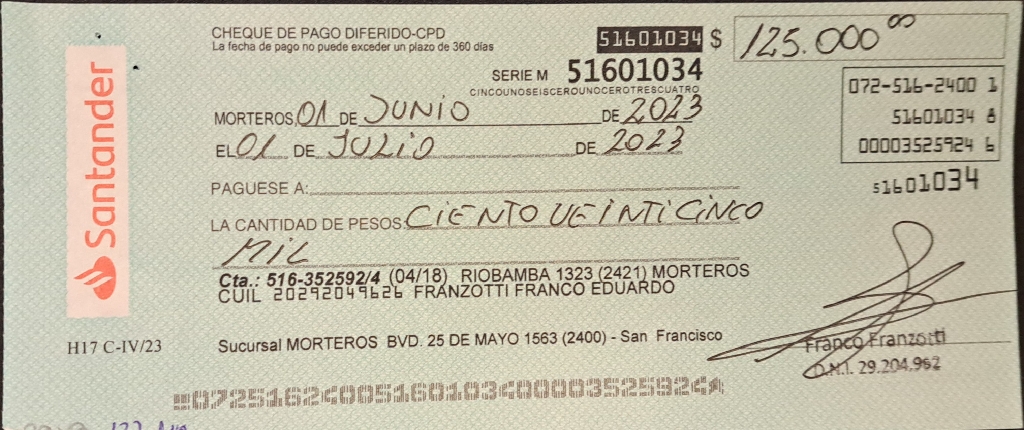 Santander
H17 C-IV/23
CHEQUE DE PAGO DIFERIDO-CPD
La fecha de pago no puede exceder un plazo de 360 días
51601034 $ 125.000 00
SERIE M 51601034
CINCOUNOSEISCEROUNOCEROTRESCUATRO
072-516-2400 1
51601034 8
00003525924 6
51601034
MORTEROS, 01 DE JUNIO DE 2023
EL 01 DE JULIO DE 2023
PAGUESE A:
LA CANTIDAD DE PESOS: CIENTO VEINTICINCO
MIL
Cta.: 516-352592/4 (04/18) RIOBAMBA 1323 (2421) MORTEROS
CUIL 20292049626 FRANZOTTI FRANCO EDUARDO
Sucursal MORTEROS BVD. 25 DE MAYO 1563 (2400) - San Francisco
Franco Franzotti
D.N.I. 29.204.962